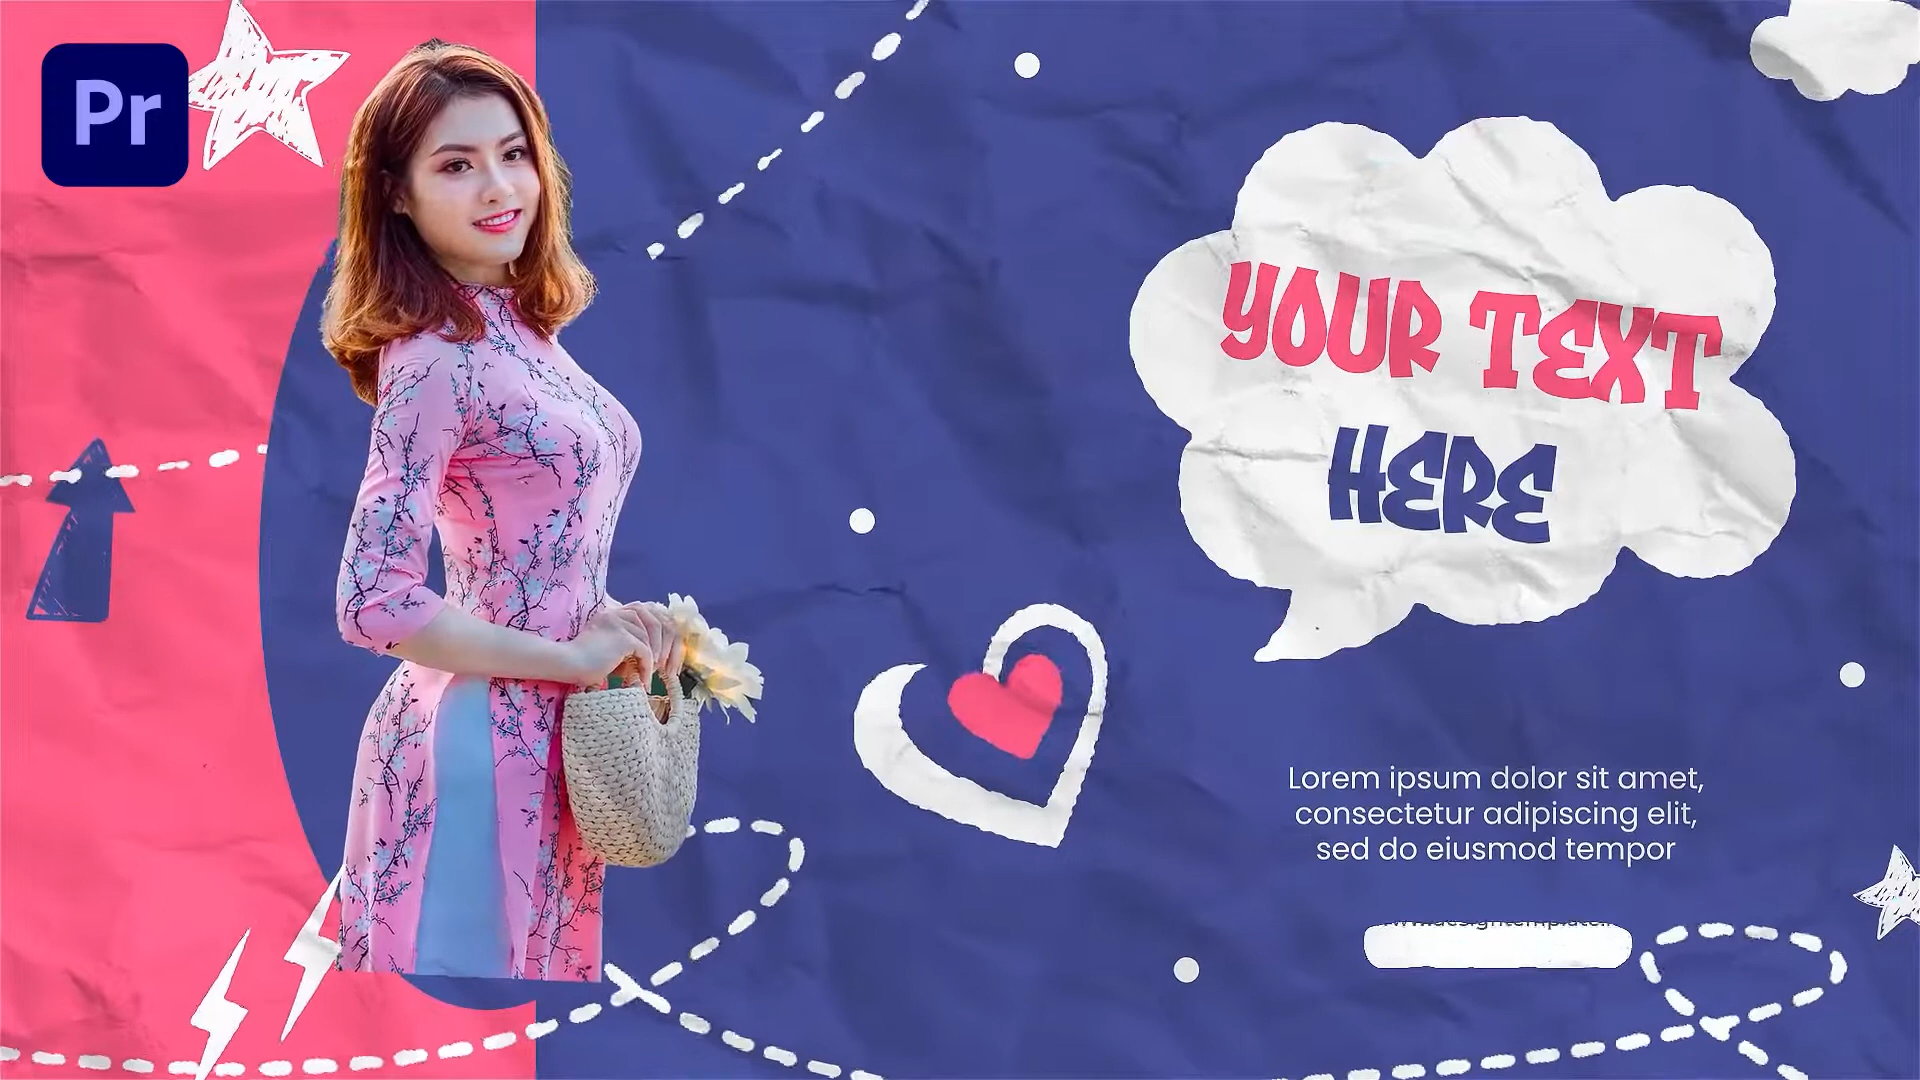 Pr
YOUR TEXT
HERE
Lorem ipsum dolor sit amet,
consectetur adipiscing elit,
sed do eiusmod tempor